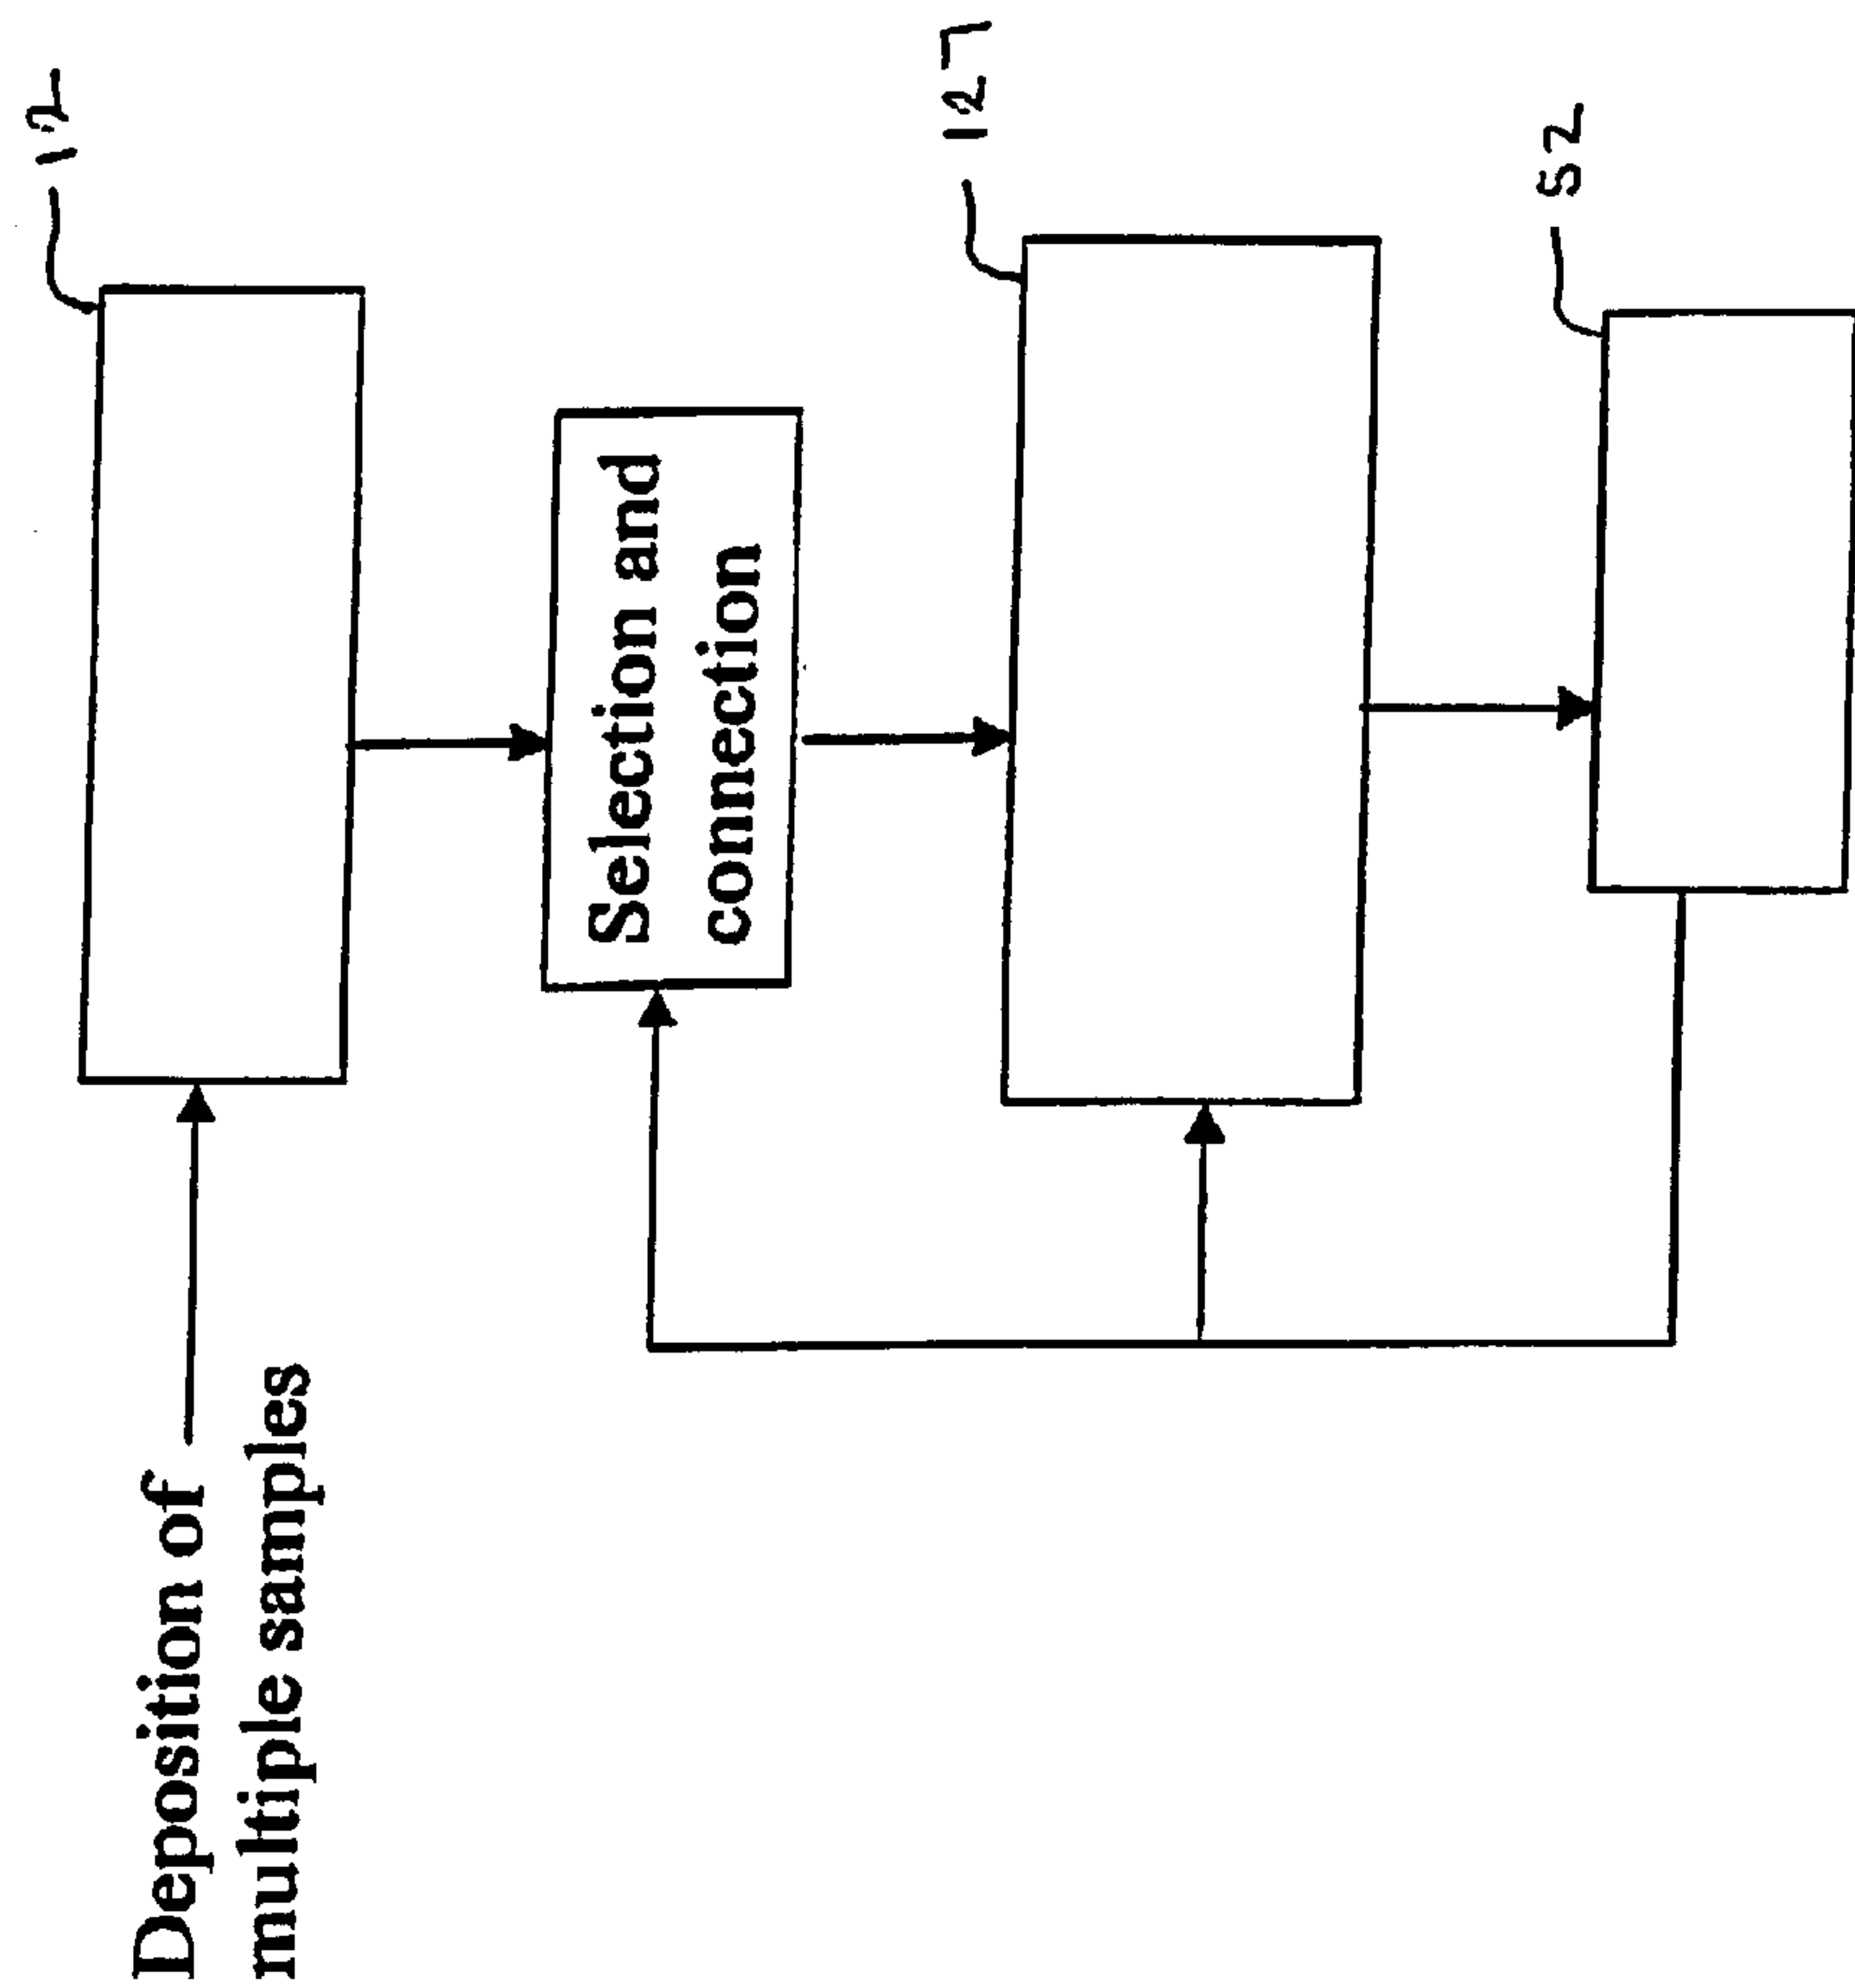 12
Deposition of
multiple samples
Selection and
connection
127
52